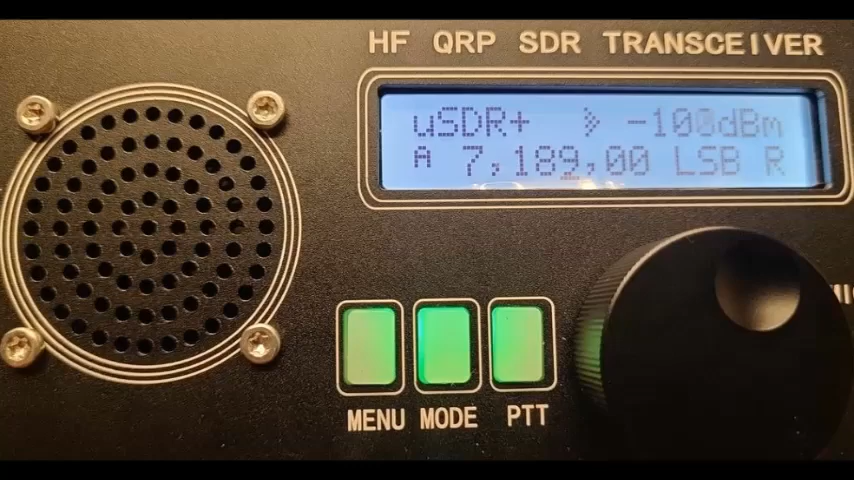 HF QRP SDR TRANSCEIVER
uSDR+ -100dBm
A 7,189,00 LSB R
MENU MODE PTT